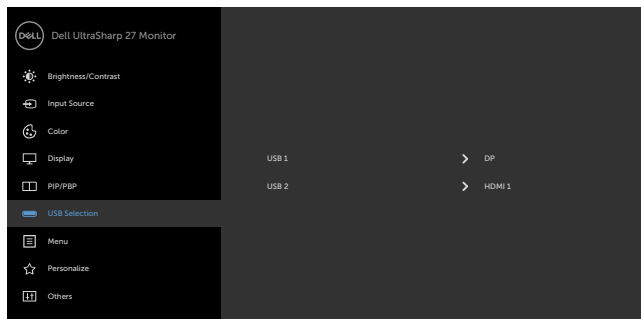 DELL Dell UltraSharp 27 Monitor
Brightness/Contrast
Input Source
Color
Display USB 1 DP
PIP/PBP USB 2 HDMI 1
USB Selection
Menu
Personalize
Others